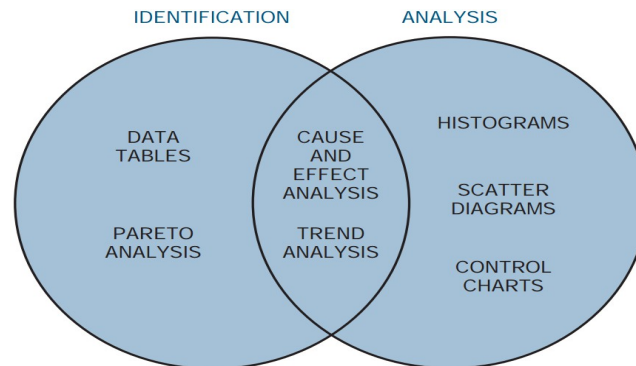 IDENTIFICATION
ANALYSIS
DATA
TABLES
PARETO
ANALYSIS
CAUSE
AND
EFFECT
ANALYSIS
TREND
ANALYSIS
HISTOGRAMS
SCATTER
DIAGRAMS
CONTROL
CHARTS